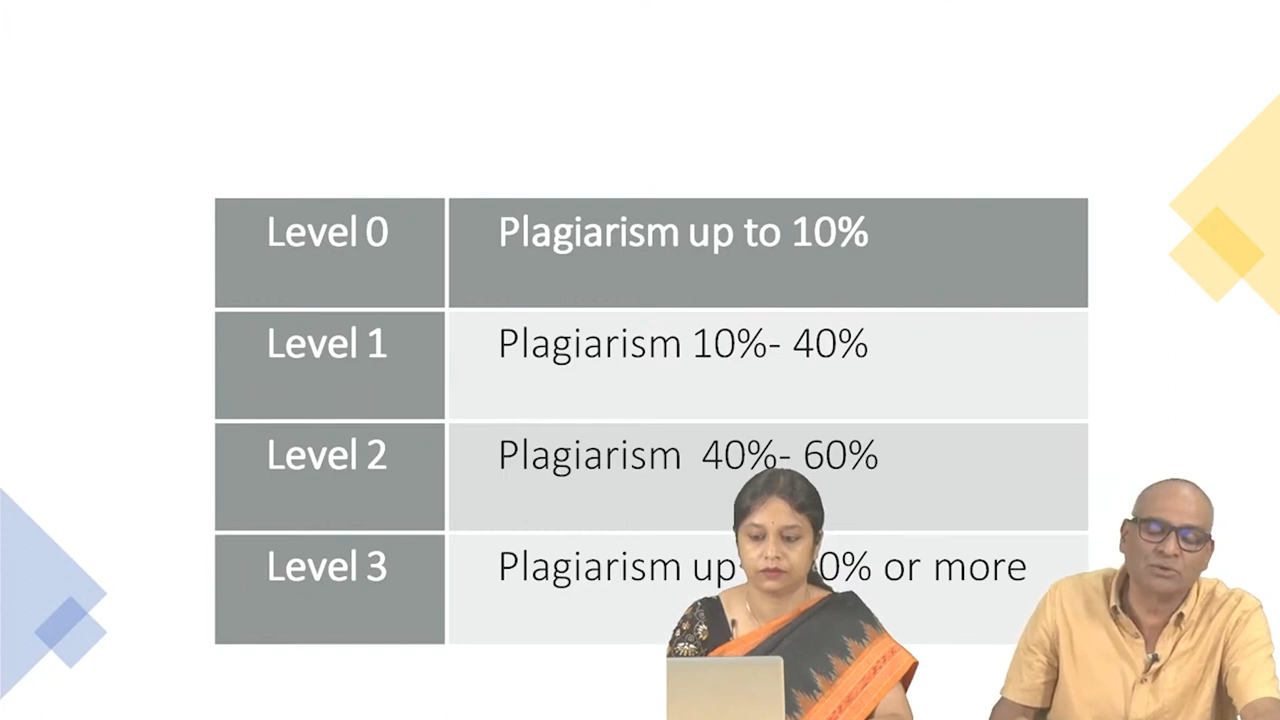 Level 0 Plagiarism up to 10%
Level 1 Plagiarism 10%- 40%
Level 2 Plagiarism 40%- 60%
Level 3 Plagiarism up 0% or more